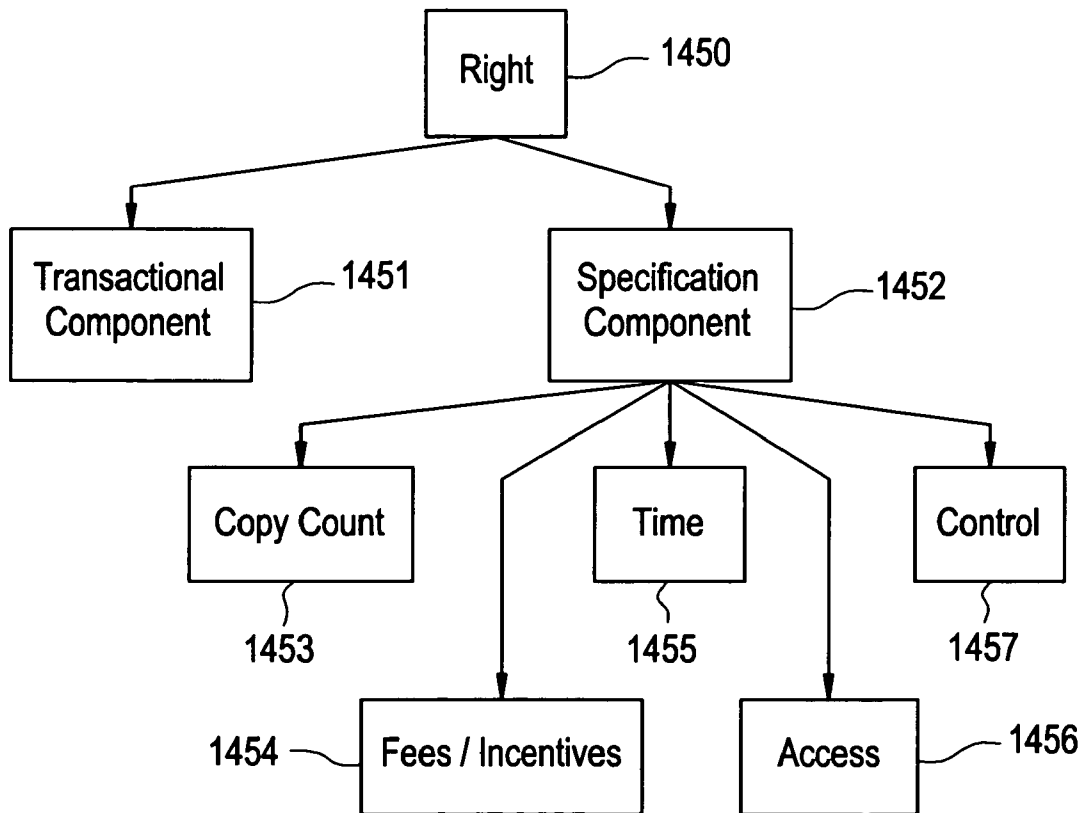 Right
1450
Transactional
Component
1451
Specification
Component
1452
Copy Count
1453
Time
1455
Control
1457
1454
Fees / Incentives
Access
1456